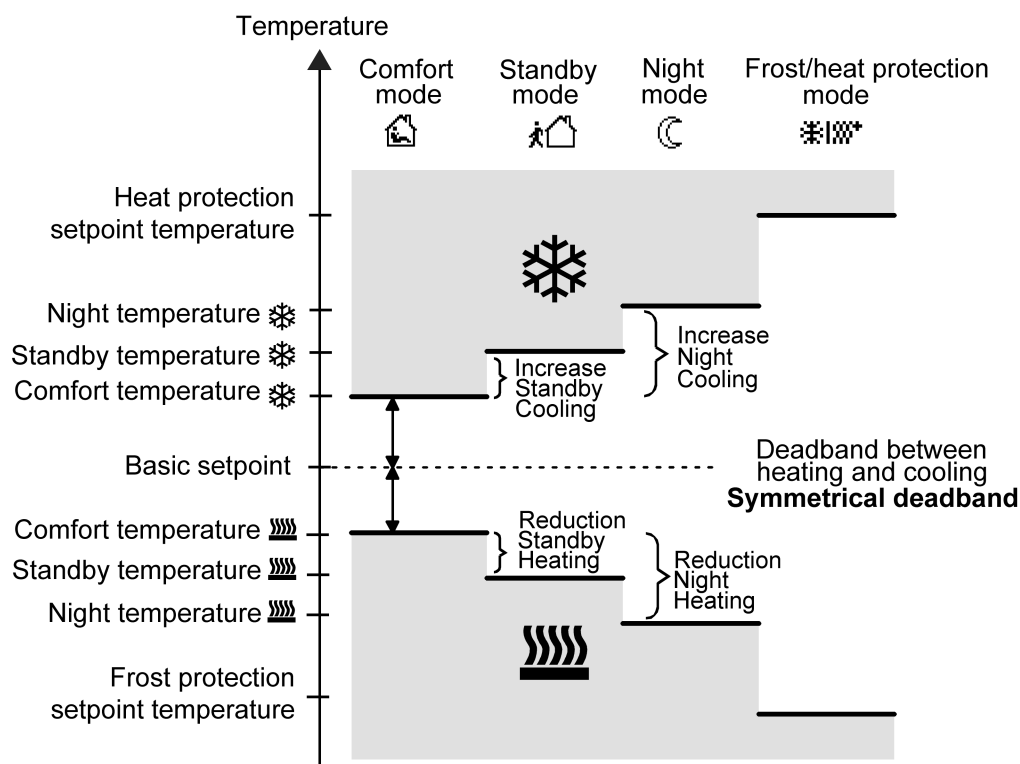 Temperature
Comfort
mode
Standby
mode
Night
mode
Frost/heat protection
mode
Heat protection
setpoint temperature
Night temperature
Standby temperature
Comfort temperature
Increase
Standby
Cooling
Increase
Night
Cooling
Basic setpoint
Deadband between
heating and cooling
Symmetrical deadband
Comfort temperature
Standby temperature
Night temperature
Reduction
Standby
Heating
Reduction
Night
Heating
Frost protection
setpoint temperature